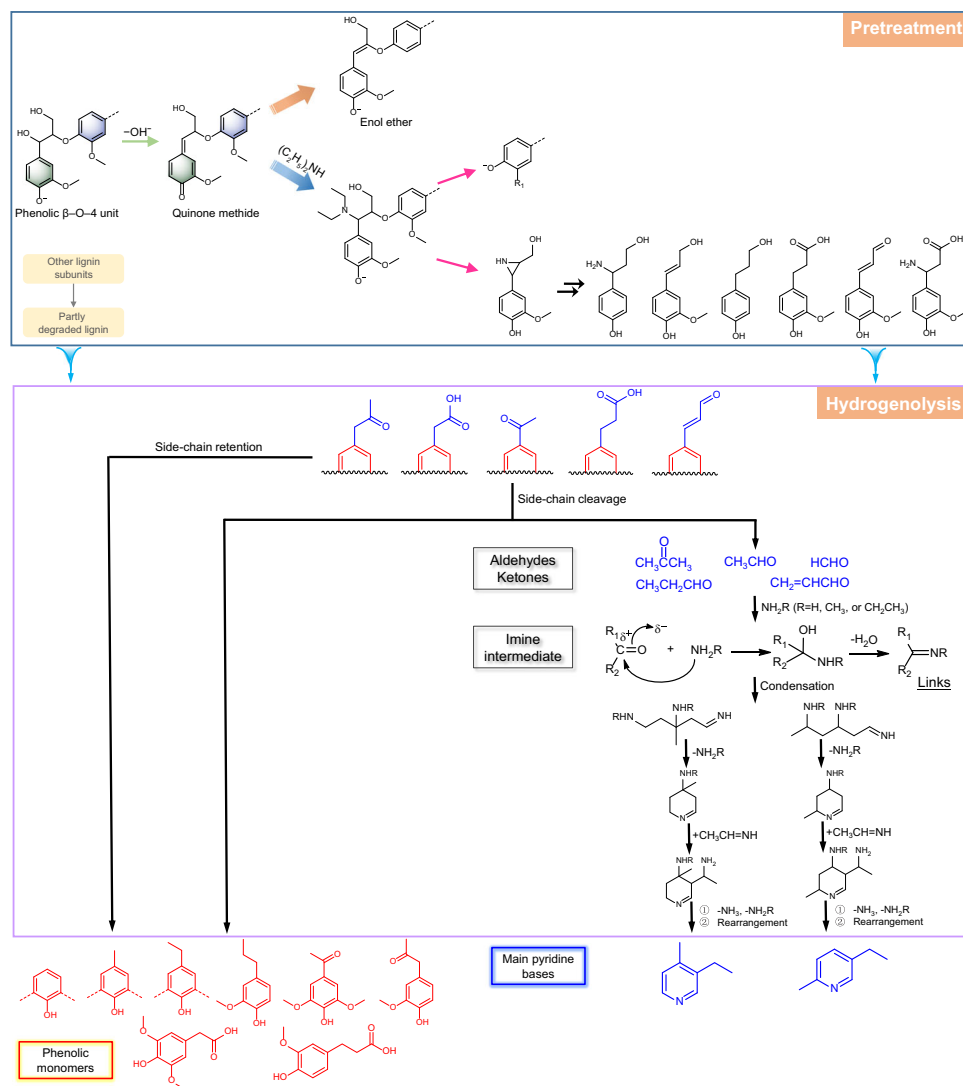 Pretreatment
HO
O
O
Enol ether
O⁻
HO
HO
O
O
O
O⁻
Phenolic β–O–4 unit
−OH⁻
HO
O
O
O
O
Quinone methide
(C₂H₅)₂NH
HO
N
O
O
O
O⁻
⁻O
R₁
Other lignin
subunits
Partly
degraded lignin
HN
OH
O
OH
H₂N
OH
OH
OH
O
OH
OH
OH
O
OH
O
OH
O
O
OH
O
OH
H₂N
O
OH
Hydrogenolysis
O
OH
O
O
O
OH
O
Side-chain retention
Side-chain cleavage
Aldehydes
Ketones
O
CH₃CCH₃
CH₃CHO
HCHO
CH₃CH₂CHO
CH₂=CHCHO
NH₂R (R=H, CH₃, or CH₂CH₃)
Imine
intermediate
R₁
δ+
δ−
C=O
R₂
+
NH₂R
OH
R₁
R₂
NHR
-H₂O
R₁
NR
R₂
Links
Condensation
RHN
NHR
NH
NHR
NHR
NH
-NH₂R
-NH₂R
NHR
N
NHR
N
+CH₃CH=NH
+CH₃CH=NH
NHR
NH₂
N
NHR
NH₂
N
① -NH₃, -NH₂R
② Rearrangement
① -NH₃, -NH₂R
② Rearrangement
OH
OH
OH
O
OH
O
O
O
OH
O
O
OH
Main pyridine
bases
N
N
Phenolic
monomers
O
HO
O
OH
O
O
HO
O
OH